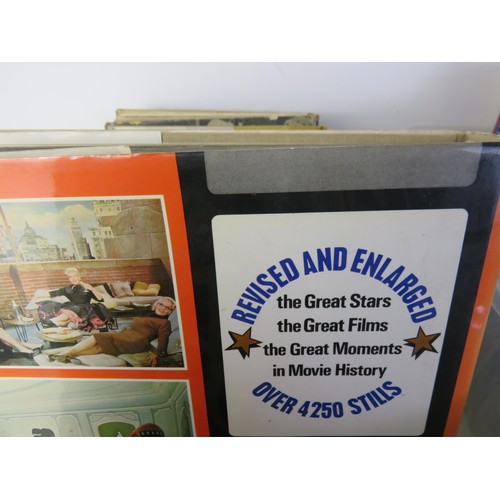 REVISED AND ENLARGED
the Great Stars
the Great Films
the Great Moments
in Movie History
OVER 4250 STILLS